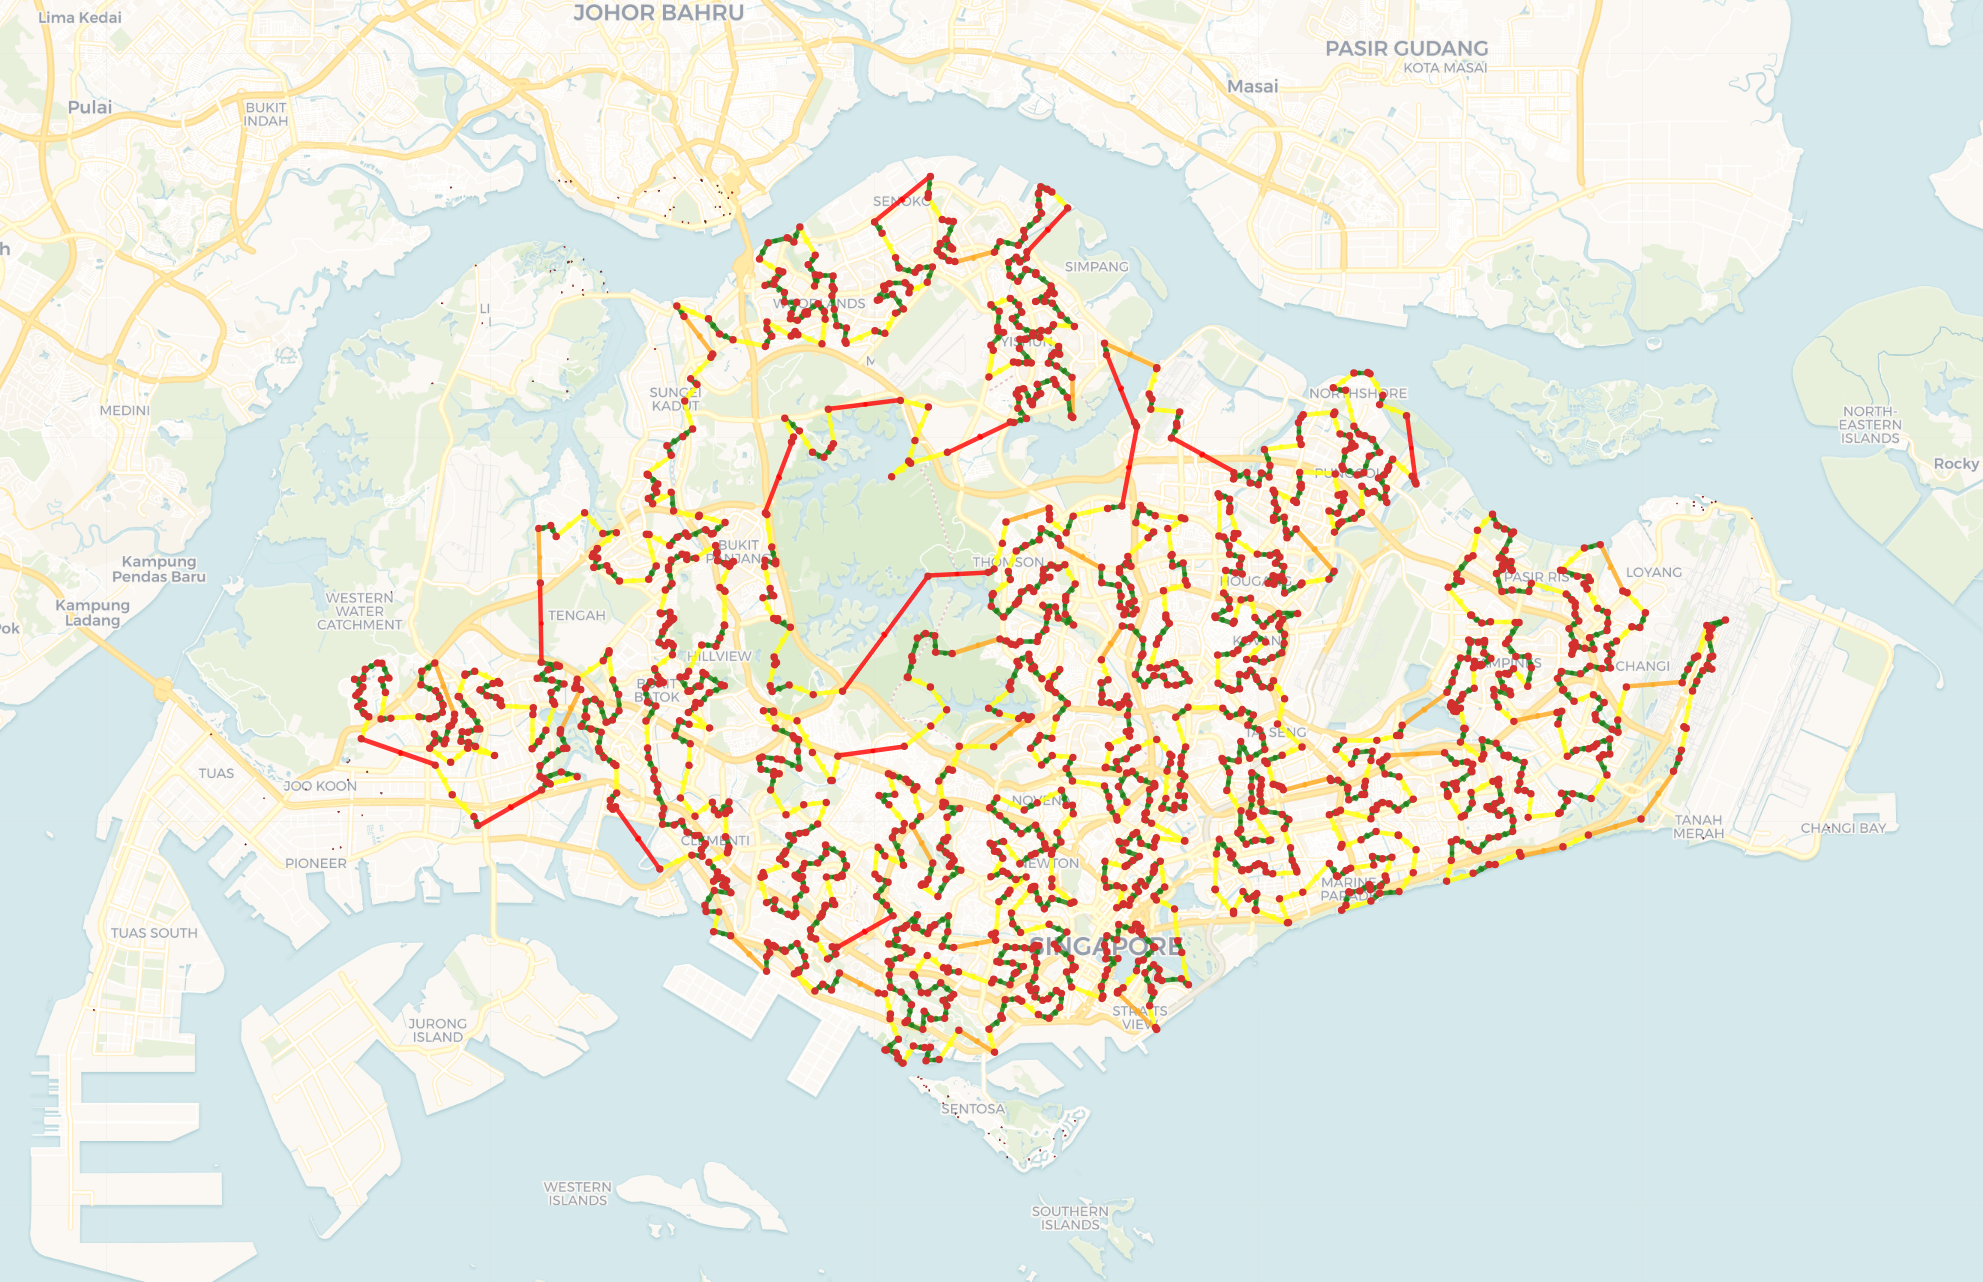 Lima Kedai
JOHOR BAHRU
PASIR GUDANG
KOTA MASAI
Masai
Pulai
BUKIT
INDAH
SENOKO
SIMPANG
WOODLANDS
YISHUN
SUNGEI
KADUT
MEDINI
NORTHSHORE
NORTH-
EASTERN
ISLANDS
Rocky
PUNGGOL
BUKIT
PANJANG
THOMSON
Kampung
Pendas Baru
HOUGANG
PASIR RIS
LOYANG
WESTERN
WATER
CATCHMENT
Kampung
Ladang
TENGAH
KOVAN
HILLVIEW
TAMPINES
CHANGI
BUKIT
BATOK
TAI SENG
TUAS
JOO KOON
NOVENA
TANAH
MERAH
CHANGI BAY
PIONEER
CLEMENTI
NEWTON
MARINE
PARADE
TUAS SOUTH
SINGAPORE
STRAITS
VIEW
JURONG
ISLAND
SENTOSA
WESTERN
ISLANDS
SOUTHERN
ISLANDS